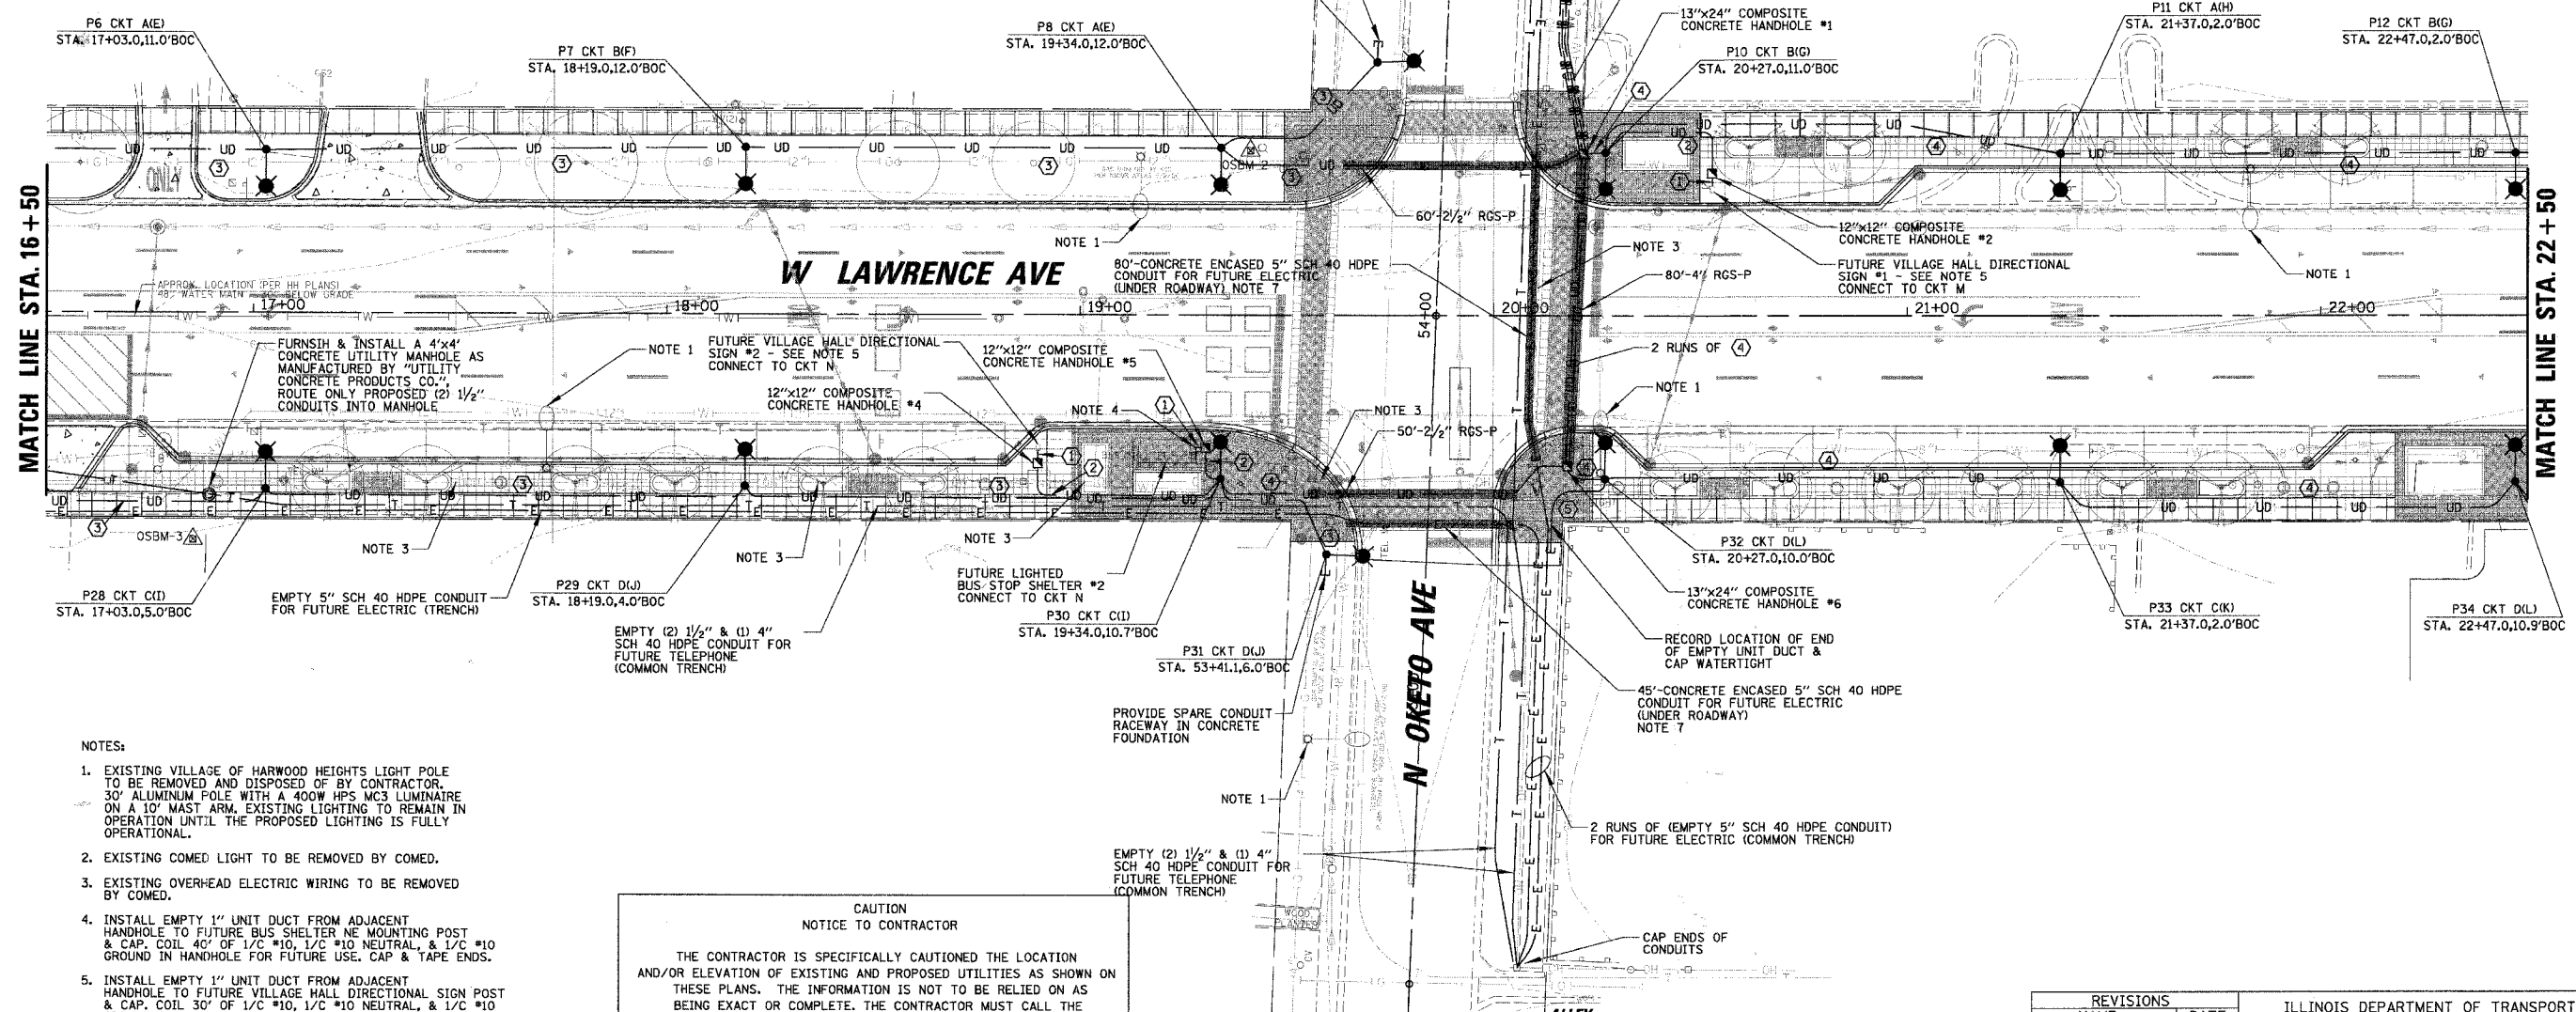 P6 CKT A(E)
STA. 17+03.0,11.0'BOC
P7 CKT B(F)
STA. 18+19.0,12.0'BOC
P8 CKT A(E)
STA. 19+34.0,12.0'BOC
13"x24" COMPOSITE
CONCRETE HANDHOLE #1
P10 CKT B(G)
STA. 20+27.0,11.0'BOC
P11 CKT A(H)
STA. 21+37.0,2.0'BOC
P12 CKT B(G)
STA. 22+47.0,2.0'BOC
MATCH LINE STA. 16+50
MATCH LINE STA. 22+50
ONLY
OSBM-2
60'-2½" RGS-P
NOTE 1
NOTE 3
80'-4" RGS-P
12"x12" COMPOSITE
CONCRETE HANDHOLE #2
FUTURE VILLAGE HALL DIRECTIONAL
SIGN #1 - SEE NOTE 5
CONNECT TO CKT M
NOTE 1
W LAWRENCE AVE
80'-CONCRETE ENCASED 5" SCH 40 HDPE
CONDUIT FOR FUTURE ELECTRIC
(UNDER ROADWAY) NOTE 7
APPROX. LOCATION (PER HH PLANS)
48" WATER MAIN BELOW GRADE
17+00
18+00
19+00
54+00
20+00
21+00
22+00
FURNSIH & INSTALL A 4'x4'
CONCRETE UTILITY MANHOLE AS
MANUFACTURED BY "UTILITY
CONCRETE PRODUCTS CO.",
ROUTE ONLY PROPOSED (2) 1½"
CONDUITS INTO MANHOLE
NOTE 1
FUTURE VILLAGE HALL DIRECTIONAL
SIGN #2 - SEE NOTE 5
CONNECT TO CKT N
12"x12" COMPOSITE
CONCRETE HANDHOLE #5
12"x12" COMPOSITE
CONCRETE HANDHOLE #4
NOTE 4
NOTE 3
50'-2½" RGS-P
2 RUNS OF 4
NOTE 1
OSBM-3
NOTE 3
NOTE 3
NOTE 3
P28 CKT C(I)
STA. 17+03.0,5.0'BOC
EMPTY 5" SCH 40 HDPE CONDUIT
FOR FUTURE ELECTRIC (TRENCH)
P29 CKT D(J)
STA. 18+19.0,4.0'BOC
EMPTY (2) 1½" & (1) 4"
SCH 40 HDPE CONDUIT FOR
FUTURE TELEPHONE
(COMMON TRENCH)
FUTURE LIGHTED
BUS STOP SHELTER #2
CONNECT TO CKT N
P30 CKT C(I)
STA. 19+34.0,10.7'BOC
P31 CKT D(J)
STA. 53+41.1,6.0'BOC
PROVIDE SPARE CONDUIT
RACEWAY IN CONCRETE
FOUNDATION
NOTE 1
N OKETO AVE
P32 CKT D(L)
STA. 20+27.0,10.0'BOC
13"x24" COMPOSITE
CONCRETE HANDHOLE #6
RECORD LOCATION OF END
OF EMPTY UNIT DUCT &
CAP WATERTIGHT
45'-CONCRETE ENCASED 5" SCH 40 HDPE
CONDUIT FOR FUTURE ELECTRIC
(UNDER ROADWAY)
NOTE 7
P33 CKT C(K)
STA. 21+37.0,2.0'BOC
P34 CKT D(L)
STA. 22+47.0,10.9'BOC
2 RUNS OF (EMPTY 5" SCH 40 HDPE CONDUIT)
FOR FUTURE ELECTRIC (COMMON TRENCH)
EMPTY (2) 1½" & (1) 4"
SCH 40 HDPE CONDUIT FOR
FUTURE TELEPHONE
(COMMON TRENCH)
WOOD
PLANTER
CAP ENDS OF
CONDUITS
ALLEY
NOTES:
1. EXISTING VILLAGE OF HARWOOD HEIGHTS LIGHT POLE
TO BE REMOVED AND DISPOSED OF BY CONTRACTOR.
30' ALUMINUM POLE WITH A 400W HPS MC3 LUMINAIRE
ON A 10' MAST ARM. EXISTING LIGHTING TO REMAIN IN
OPERATION UNTIL THE PROPOSED LIGHTING IS FULLY
OPERATIONAL.
2. EXISTING COMED LIGHT TO BE REMOVED BY COMED.
3. EXISTING OVERHEAD ELECTRIC WIRING TO BE REMOVED
BY COMED.
4. INSTALL EMPTY 1" UNIT DUCT FROM ADJACENT
HANDHOLE TO FUTURE BUS SHELTER NE MOUNTING POST
& CAP. COIL 40' OF 1/C #10, 1/C #10 NEUTRAL, & 1/C #10
GROUND IN HANDHOLE FOR FUTURE USE. CAP & TAPE ENDS.
5. INSTALL EMPTY 1" UNIT DUCT FROM ADJACENT
HANDHOLE TO FUTURE VILLAGE HALL DIRECTIONAL SIGN POST
& CAP. COIL 30' OF 1/C #10, 1/C #10 NEUTRAL, & 1/C #10
CAUTION
NOTICE TO CONTRACTOR
THE CONTRACTOR IS SPECIFICALLY CAUTIONED THE LOCATION
AND/OR ELEVATION OF EXISTING AND PROPOSED UTILITIES AS SHOWN ON
THESE PLANS. THE INFORMATION IS NOT TO BE RELIED ON AS
BEING EXACT OR COMPLETE. THE CONTRACTOR MUST CALL THE
REVISIONS
ILLINOIS DEPARTMENT OF TRANSPORT